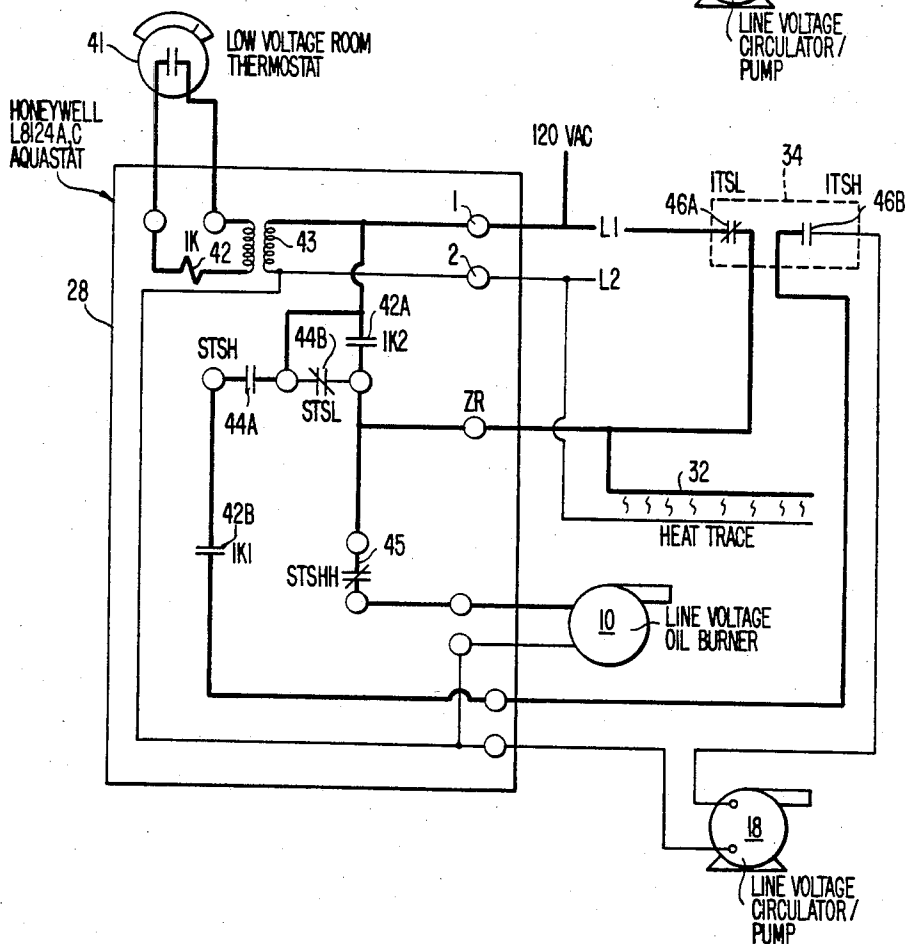 LINE VOLTAGE
CIRCULATOR/
PUMP
41
LOW VOLTAGE ROOM
THERMOSTAT
HONEYWELL
L8124A,C
AQUASTAT
120 VAC
34
ITSL
ITSH
46A
46B
1
L1
1K
42
43
2
L2
28
42A
44B
1K2
STSH
STSL
44A
ZR
32
HEAT TRACE
42B
1K1
45
STSHH
10
LINE VOLTAGE
OIL BURNER
18
LINE VOLTAGE
CIRCULATOR/
PUMP